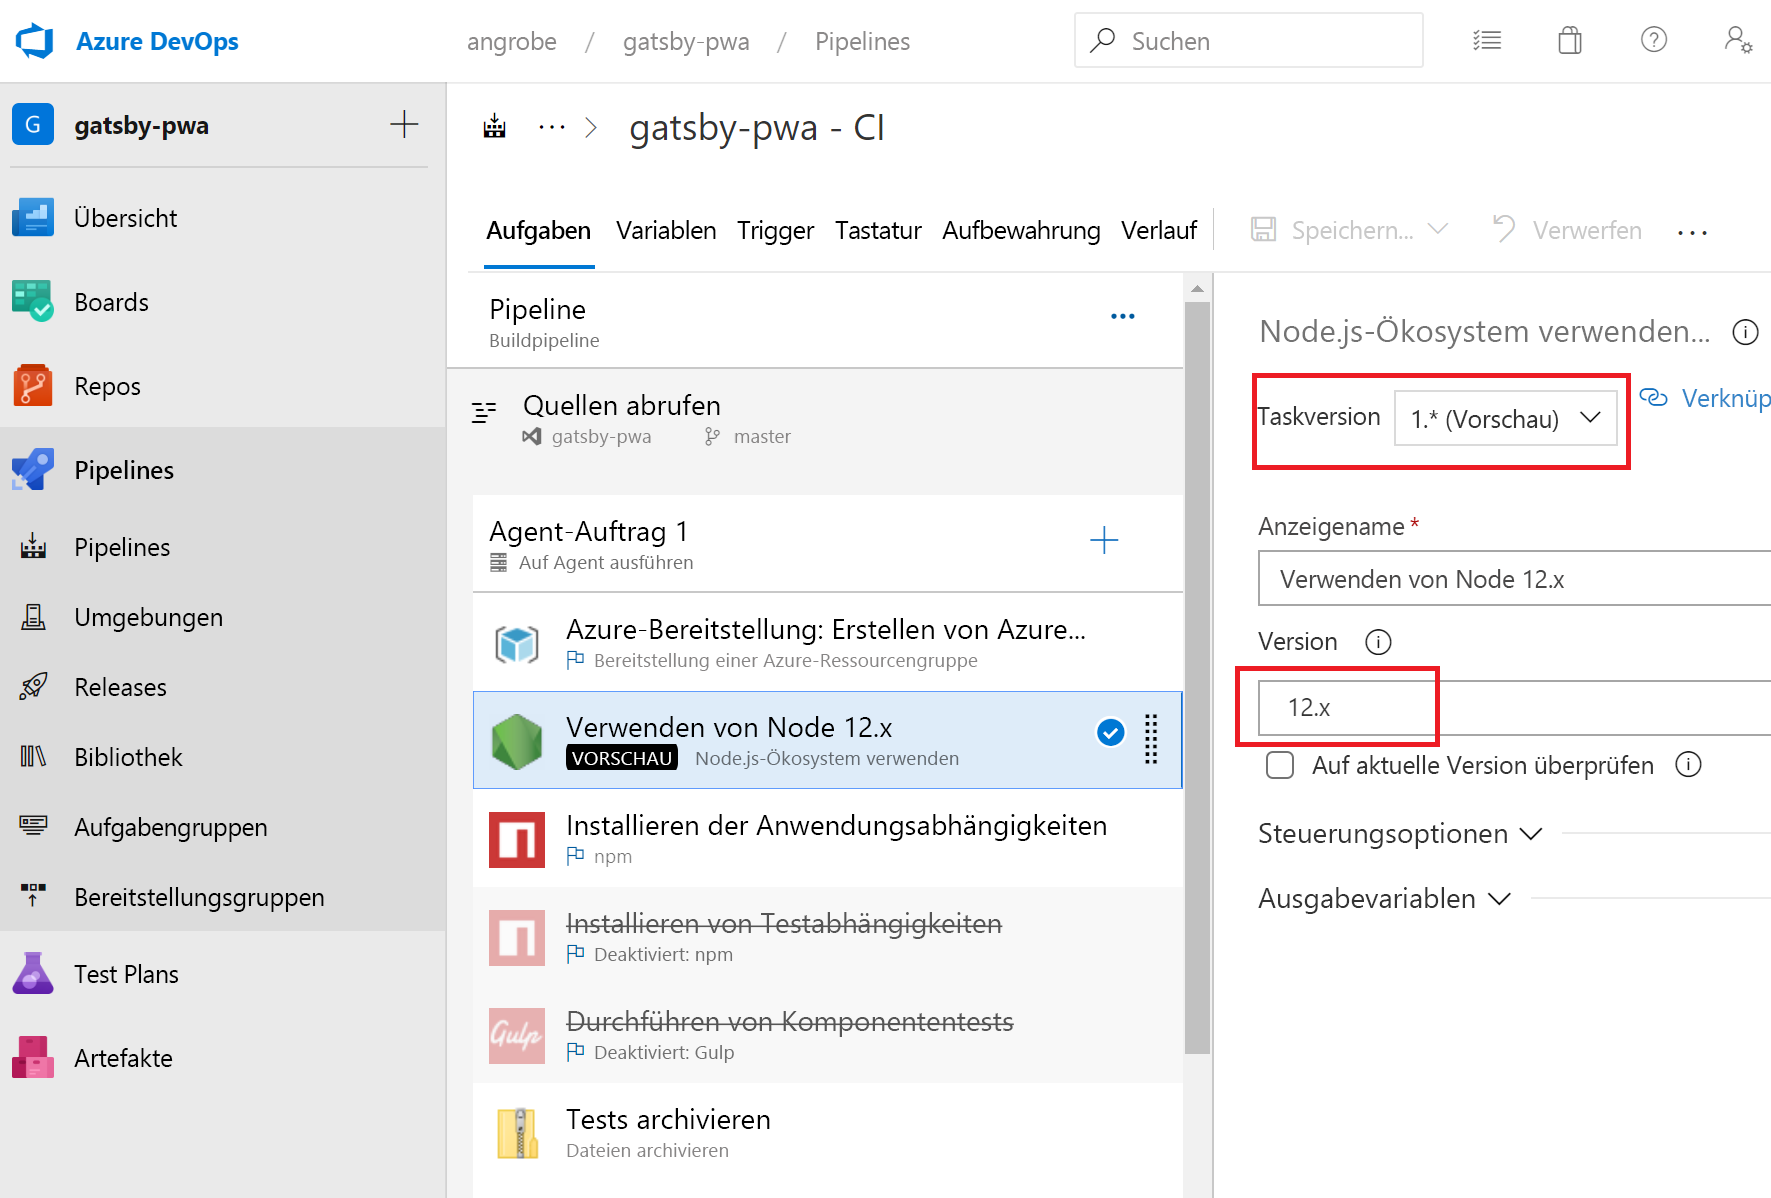 Azure DevOps
angrobe / gatsby-pwa / Pipelines
Suchen
G gatsby-pwa
Übersicht
Boards
Repos
Pipelines
Pipelines
Umgebungen
Releases
Bibliothek
Aufgabengruppen
Bereitstellungsgruppen
Test Plans
Artefakte
... > gatsby-pwa - CI
Aufgaben Variablen Trigger Tastatur Aufbewahrung Verlauf Speichern... Verwerfen ...
Pipeline ...
Buildpipeline
Quellen abrufen
gatsby-pwa master
Agent-Auftrag 1
Auf Agent ausführen
Azure-Bereitstellung: Erstellen von Azure...
Bereitstellung einer Azure-Ressourcengruppe
Verwenden von Node 12.x
VORSCHAU Node.js-Ökosystem verwenden
Installieren der Anwendungsabhängigkeiten
npm
Installieren von Testabhängigkeiten
Deaktiviert: npm
Gulp
Durchführen von Komponententests
Deaktiviert: Gulp
Tests archivieren
Dateien archivieren
Node.js-Ökosystem verwenden...
Taskversion 1.* (Vorschau) Verknüp
Anzeigename *
Verwenden von Node 12.x
Version
12.x
Auf aktuelle Version überprüfen
Steuerungsoptionen
Ausgabevariablen